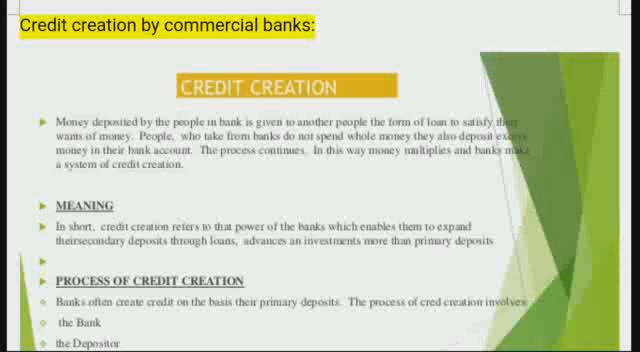 Credit creation by commercial banks:
CREDIT CREATION
Money deposited by the people in bank is given to another people the form of loan to satisfy they
wants of money. People, who take from banks do not spend whole money they also deposit excess
money in their bank account. The process continues. In this way money multiplies and banks make
a system of credit creation.
MEANING
In short, credit creation refers to that power of the banks which enables them to expand
theirsecondary deposits through loans, advances an investments more than primary deposits
PROCESS OF CREDIT CREATION
Banks often create credit on the basis their primary deposits. The process of cred creation involves:
the Bank
the Depositor